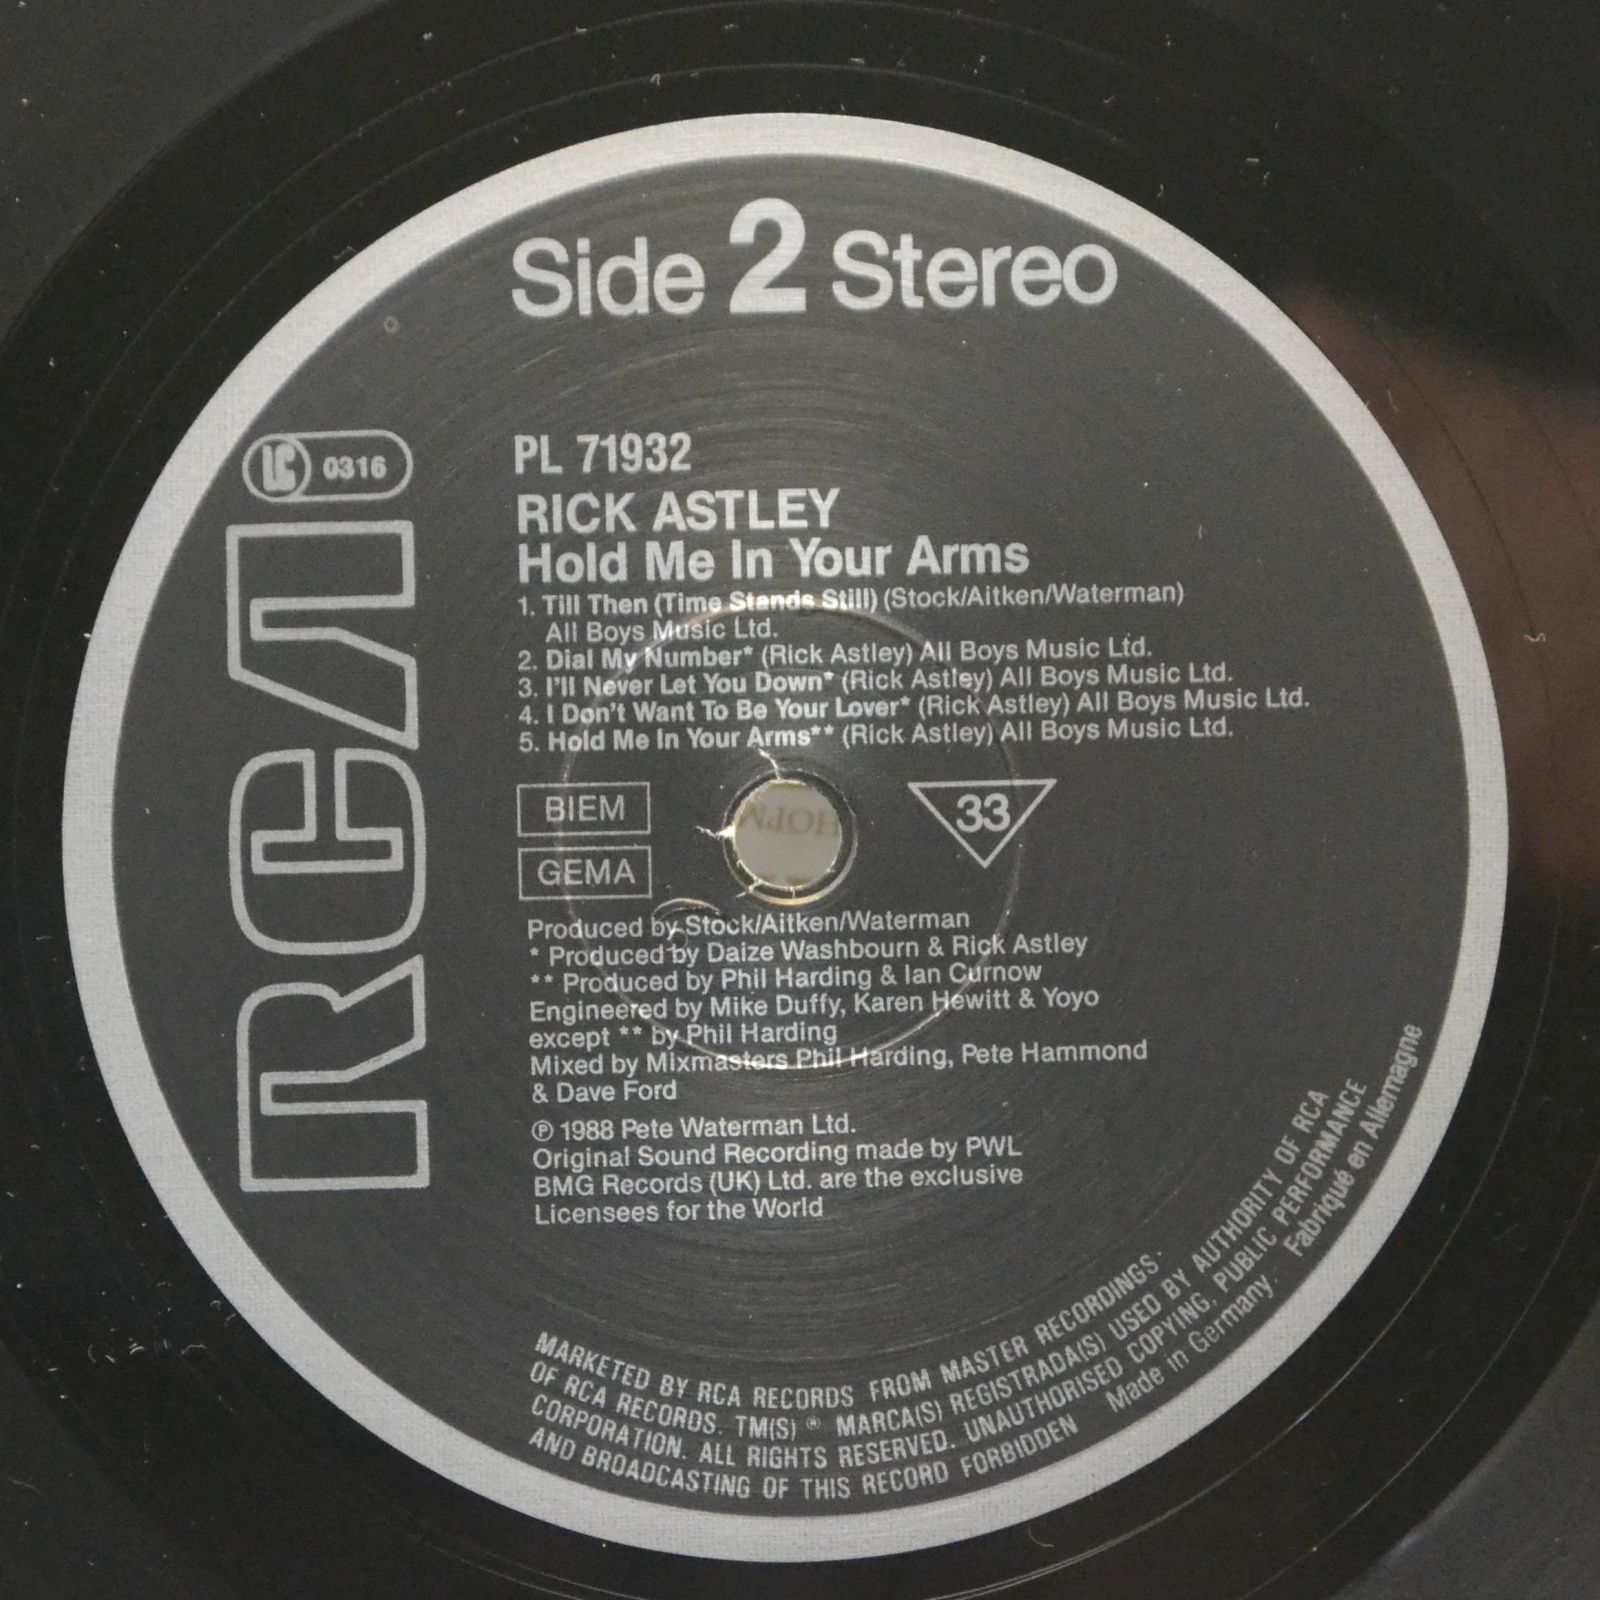 Side 2 Stereo
LC 0316
RCA
PL 71932
RICK ASTLEY
Hold Me In Your Arms
1. Till Then (Time Stands Still) (Stock/Aitken/Waterman)
All Boys Music Ltd.
2. Dial My Number* (Rick Astley) All Boys Music Ltd.
3. I'll Never Let You Down* (Rick Astley) All Boys Music Ltd.
4. I Don't Want To Be Your Lover* (Rick Astley) All Boys Music Ltd.
5. Hold Me In Your Arms** (Rick Astley) All Boys Music Ltd.
BIEM
GEMA
33
Produced by Stock/Aitken/Waterman
* Produced by Daize Washbourn & Rick Astley
** Produced by Phil Harding & Ian Curnow
Engineered by Mike Duffy, Karen Hewitt & Yoyo
except ** by Phil Harding
Mixed by Mixmasters Phil Harding, Pete Hammond
& Dave Ford
℗ 1988 Pete Waterman Ltd.
Original Sound Recording made by PWL
BMG Records (UK) Ltd. are the exclusive
Licensees for the World
MARKETED BY RCA RECORDS FROM MASTER RECORDINGS
OF RCA RECORDS. TM(S) ® MARCA(S) REGISTRADA(S) USED BY AUTHORITY OF RCA
CORPORATION. ALL RIGHTS RESERVED. UNAUTHORISED COPYING, PUBLIC PERFORMANCE
AND BROADCASTING OF THIS RECORD FORBIDDEN Made in Germany. Fabriqué en Allemagne